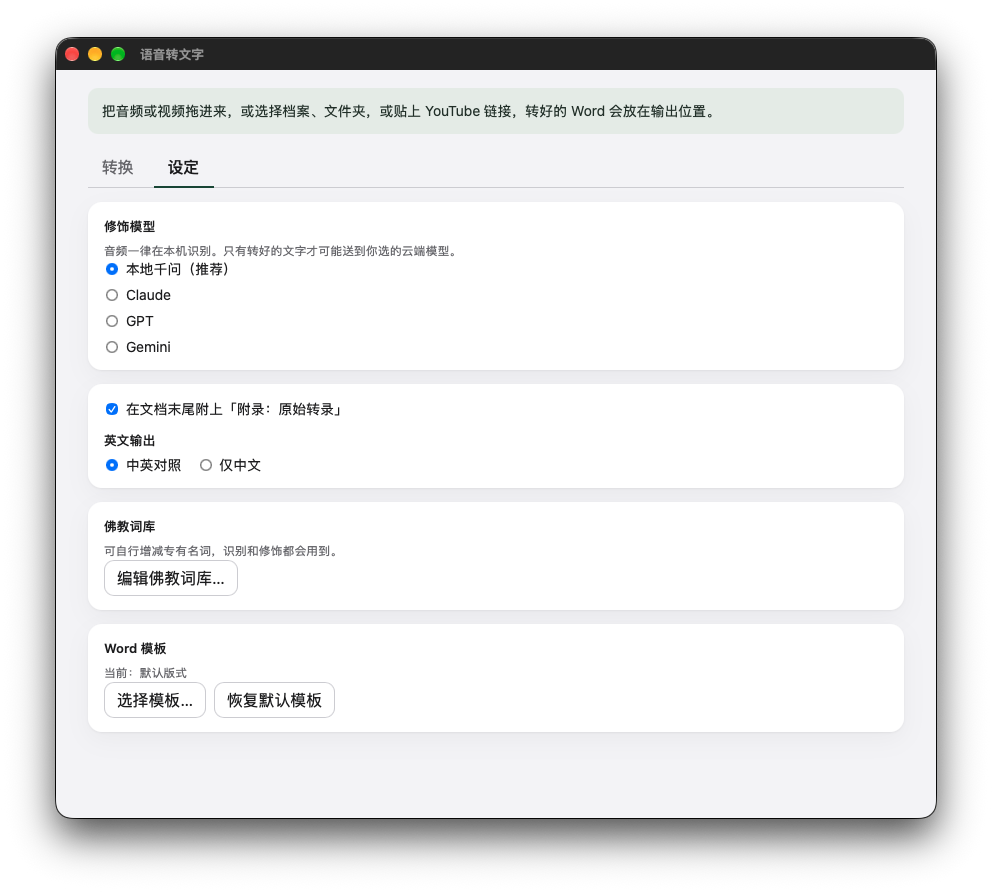 语音转文字
把音频或视频拖进来，或选择档案、文件夹，或贴上 YouTube 链接，转好的 Word 会放在输出位置。
转换 设定
修饰模型
音频一律在本机识别。只有转好的文字才可能送到你选的云端模型。
本地千问（推荐）
Claude
GPT
Gemini
在文档末尾附上「附录：原始转录」
英文输出
中英对照 仅中文
佛教词库
可自行增减专有名词，识别和修饰都会用到。
编辑佛教词库...
Word 模板
当前：默认版式
选择模板... 恢复默认模板